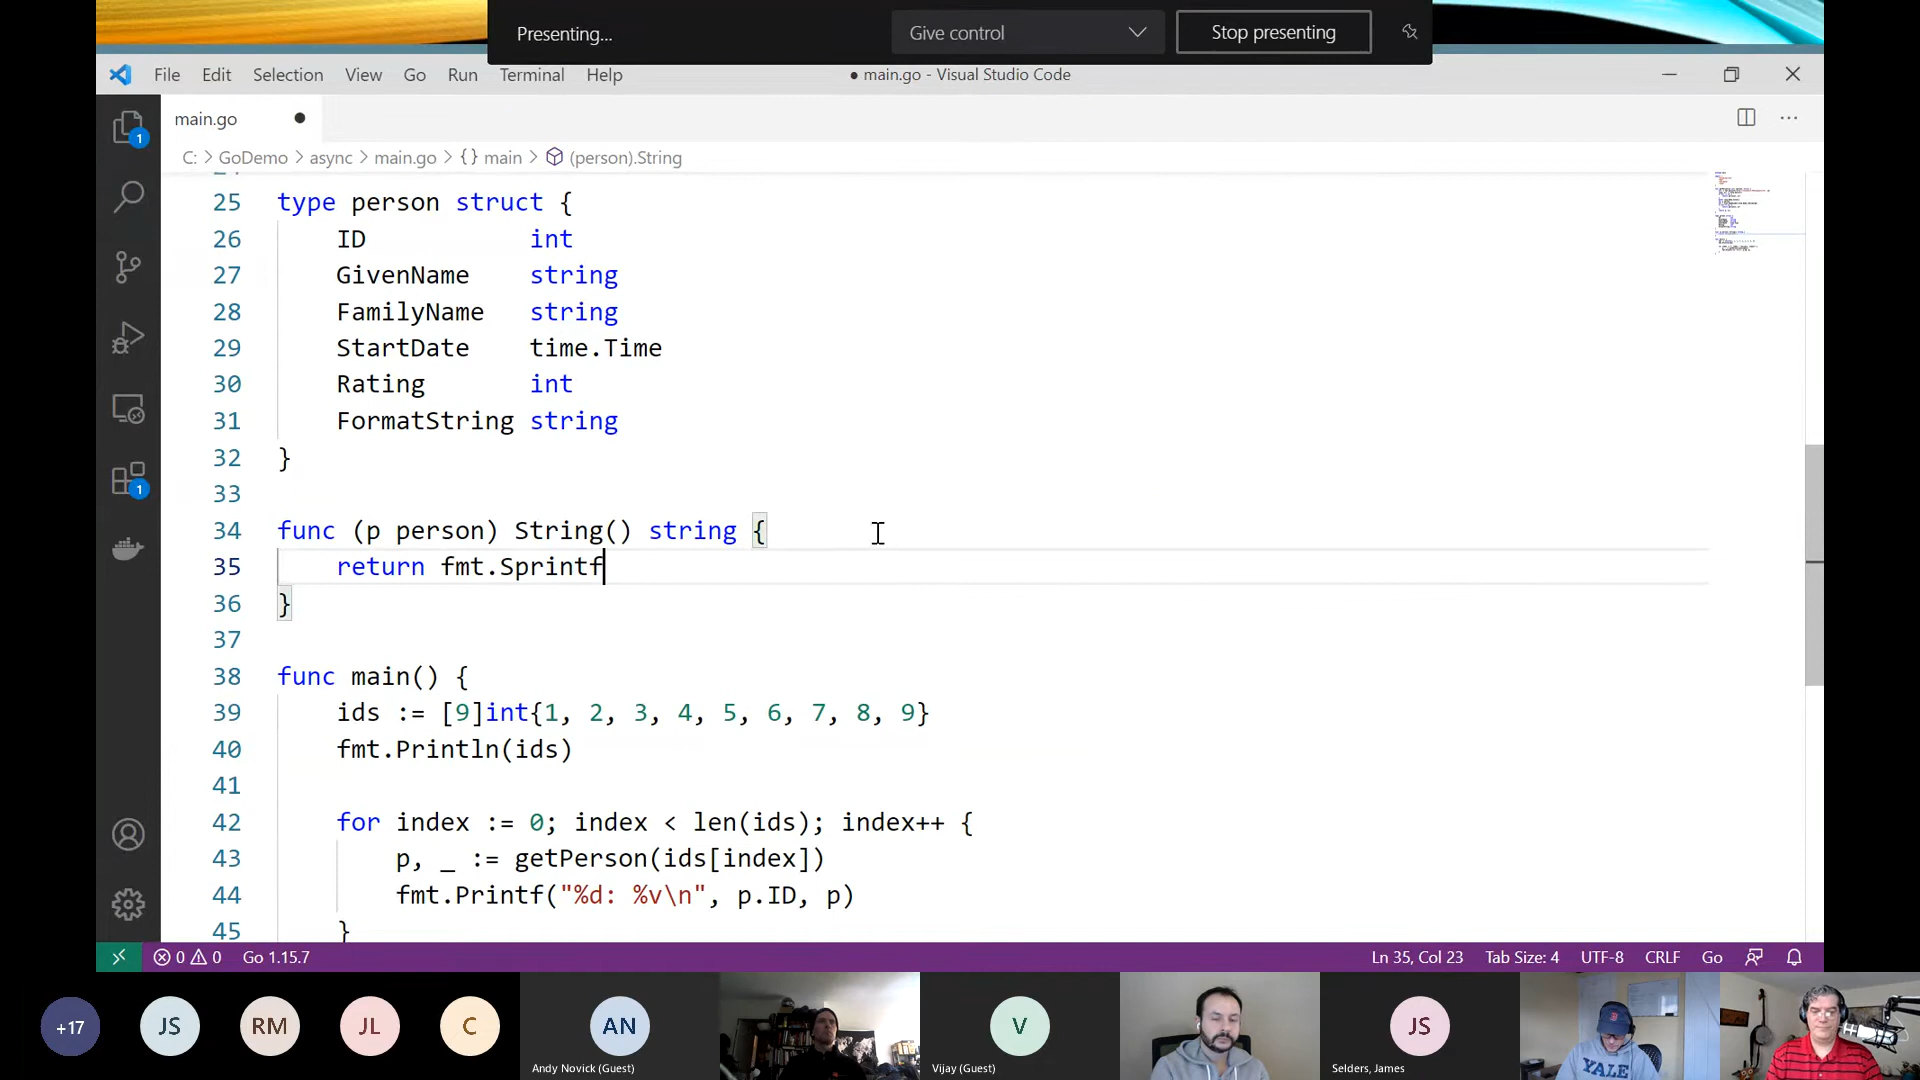 Presenting...
Give control
Stop presenting
File Edit Selection View Go Run Terminal Help
● main.go - Visual Studio Code
main.go ●
C: > GoDemo > async > main.go > {} main > (person).String
25 type person struct {
26 ID int
27 GivenName string
28 FamilyName string
29 StartDate time.Time
30 Rating int
31 FormatString string
32 }
33
34 func (p person) String() string {
35 return fmt.Sprintf
36 }
37
38 func main() {
39 ids := [9]int{1, 2, 3, 4, 5, 6, 7, 8, 9}
40 fmt.Println(ids)
41
42 for index := 0; index < len(ids); index++ {
43 p, _ := getPerson(ids[index])
44 fmt.Printf("%d: %v\n", p.ID, p)
45 }
1
1
0 0 Go 1.15.7
Ln 35, Col 23 Tab Size: 4 UTF-8 CRLF Go
+17 JS RM JL C AN V JS
Andy Novick (Guest)
Vijay (Guest)
Selders, James
YALE